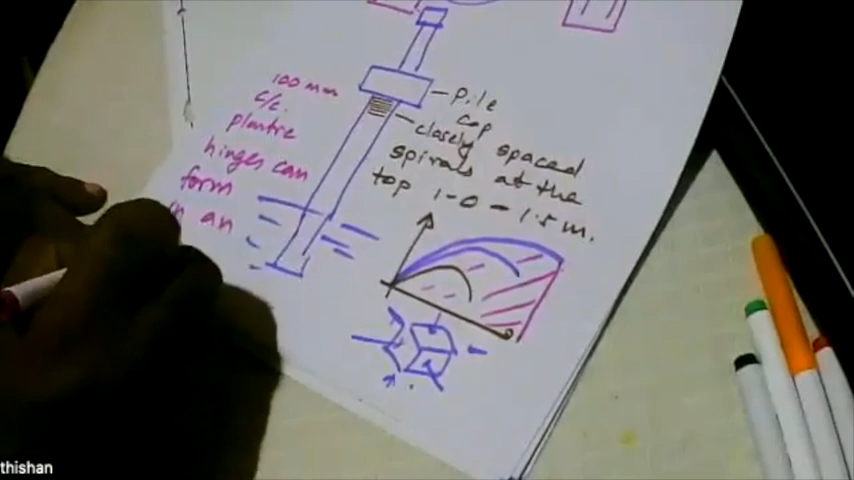 100 mm
c/c.
plastic
hinges can
form
in an
pile
cap
closely spaced
spirals at the
top 1-0 - 1.5 m.
thishan